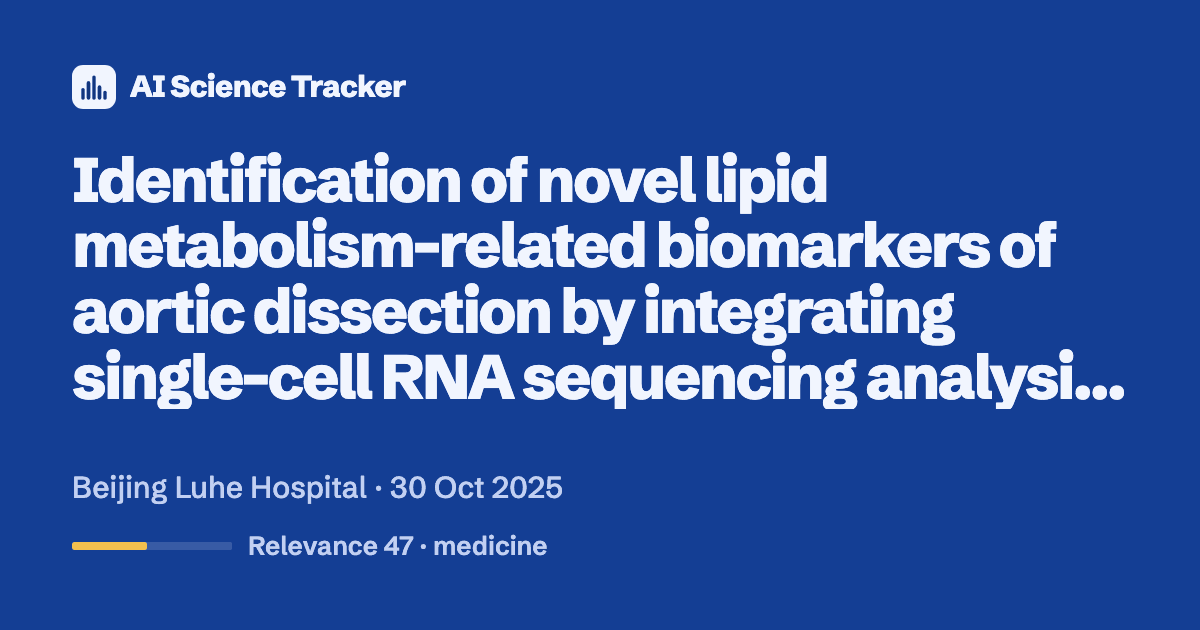 AI Science Tracker
Identification of novel lipid
metabolism-related biomarkers of
aortic dissection by integrating
single-cell RNA sequencing analysi...
Beijing Luhe Hospital · 30 Oct 2025
Relevance 47 · medicine